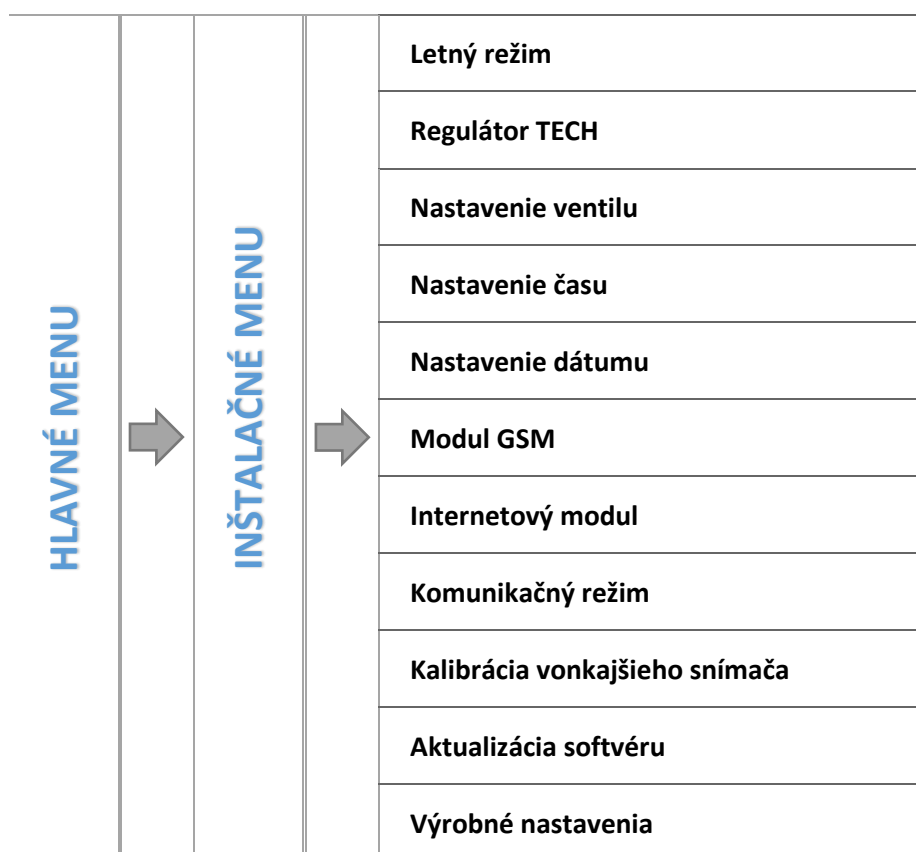 HLAVNÉ MENU
INŠTALAČNÉ MENU
Letný režim
Regulátor TECH
Nastavenie ventilu
Nastavenie času
Nastavenie dátumu
Modul GSM
Internetový modul
Komunikačný režim
Kalibrácia vonkajšieho snímača
Aktualizácia softvéru
Výrobné nastavenia